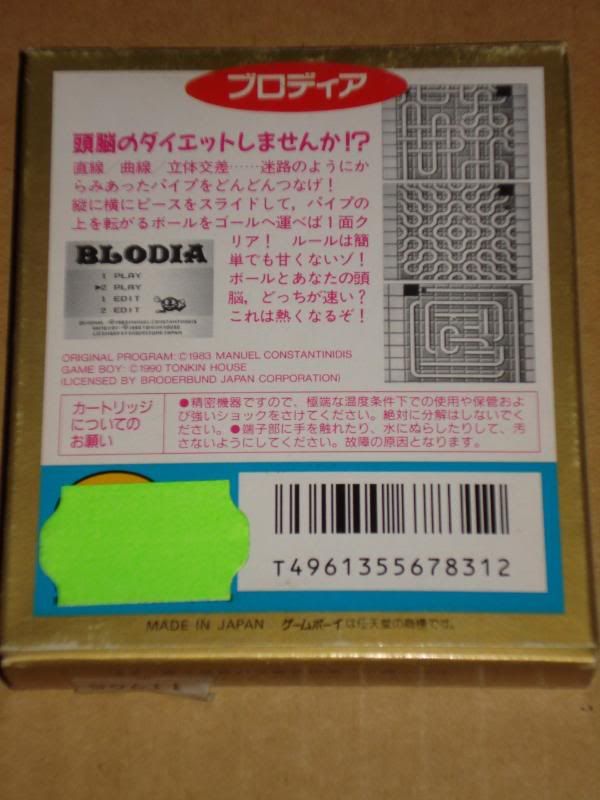 ブロディア
頭脳のダイエットしませんか!?
直線／曲線／立体交差……迷路のようにか
らみあったパイプをどんどんつなげ！
縦に横にピースをスライドして，パイプの
上を転がるボールをゴールへ運べば１面ク
リア！　ルールは簡
単でも甘くないゾ！
ボールとあなたの頭
脳，どっちが速い？
これは熱くなるぞ！
BLODIA
1 PLAY
2 PLAY
1 EDIT
2 EDIT
ORIGINAL PROGRAM: ©1983 MANUEL CONSTANTINIDIS
GAME BOY: ©1990 TONKIN HOUSE
(LICENSED BY BRODERBUND JAPAN CORPORATION)
カートリッジ
についての
お願い
●精密機器ですので、極端な温度条件下での使用や保管およ
び強いショックをさけてください。絶対に分解はしないでく
ださい。●端子部に手を触れたり、水にぬらしたりして、汚
さないようにしてください。故障の原因となります。
T4961355678312
MADE IN JAPAN ゲームボーイは任天堂の商標です。